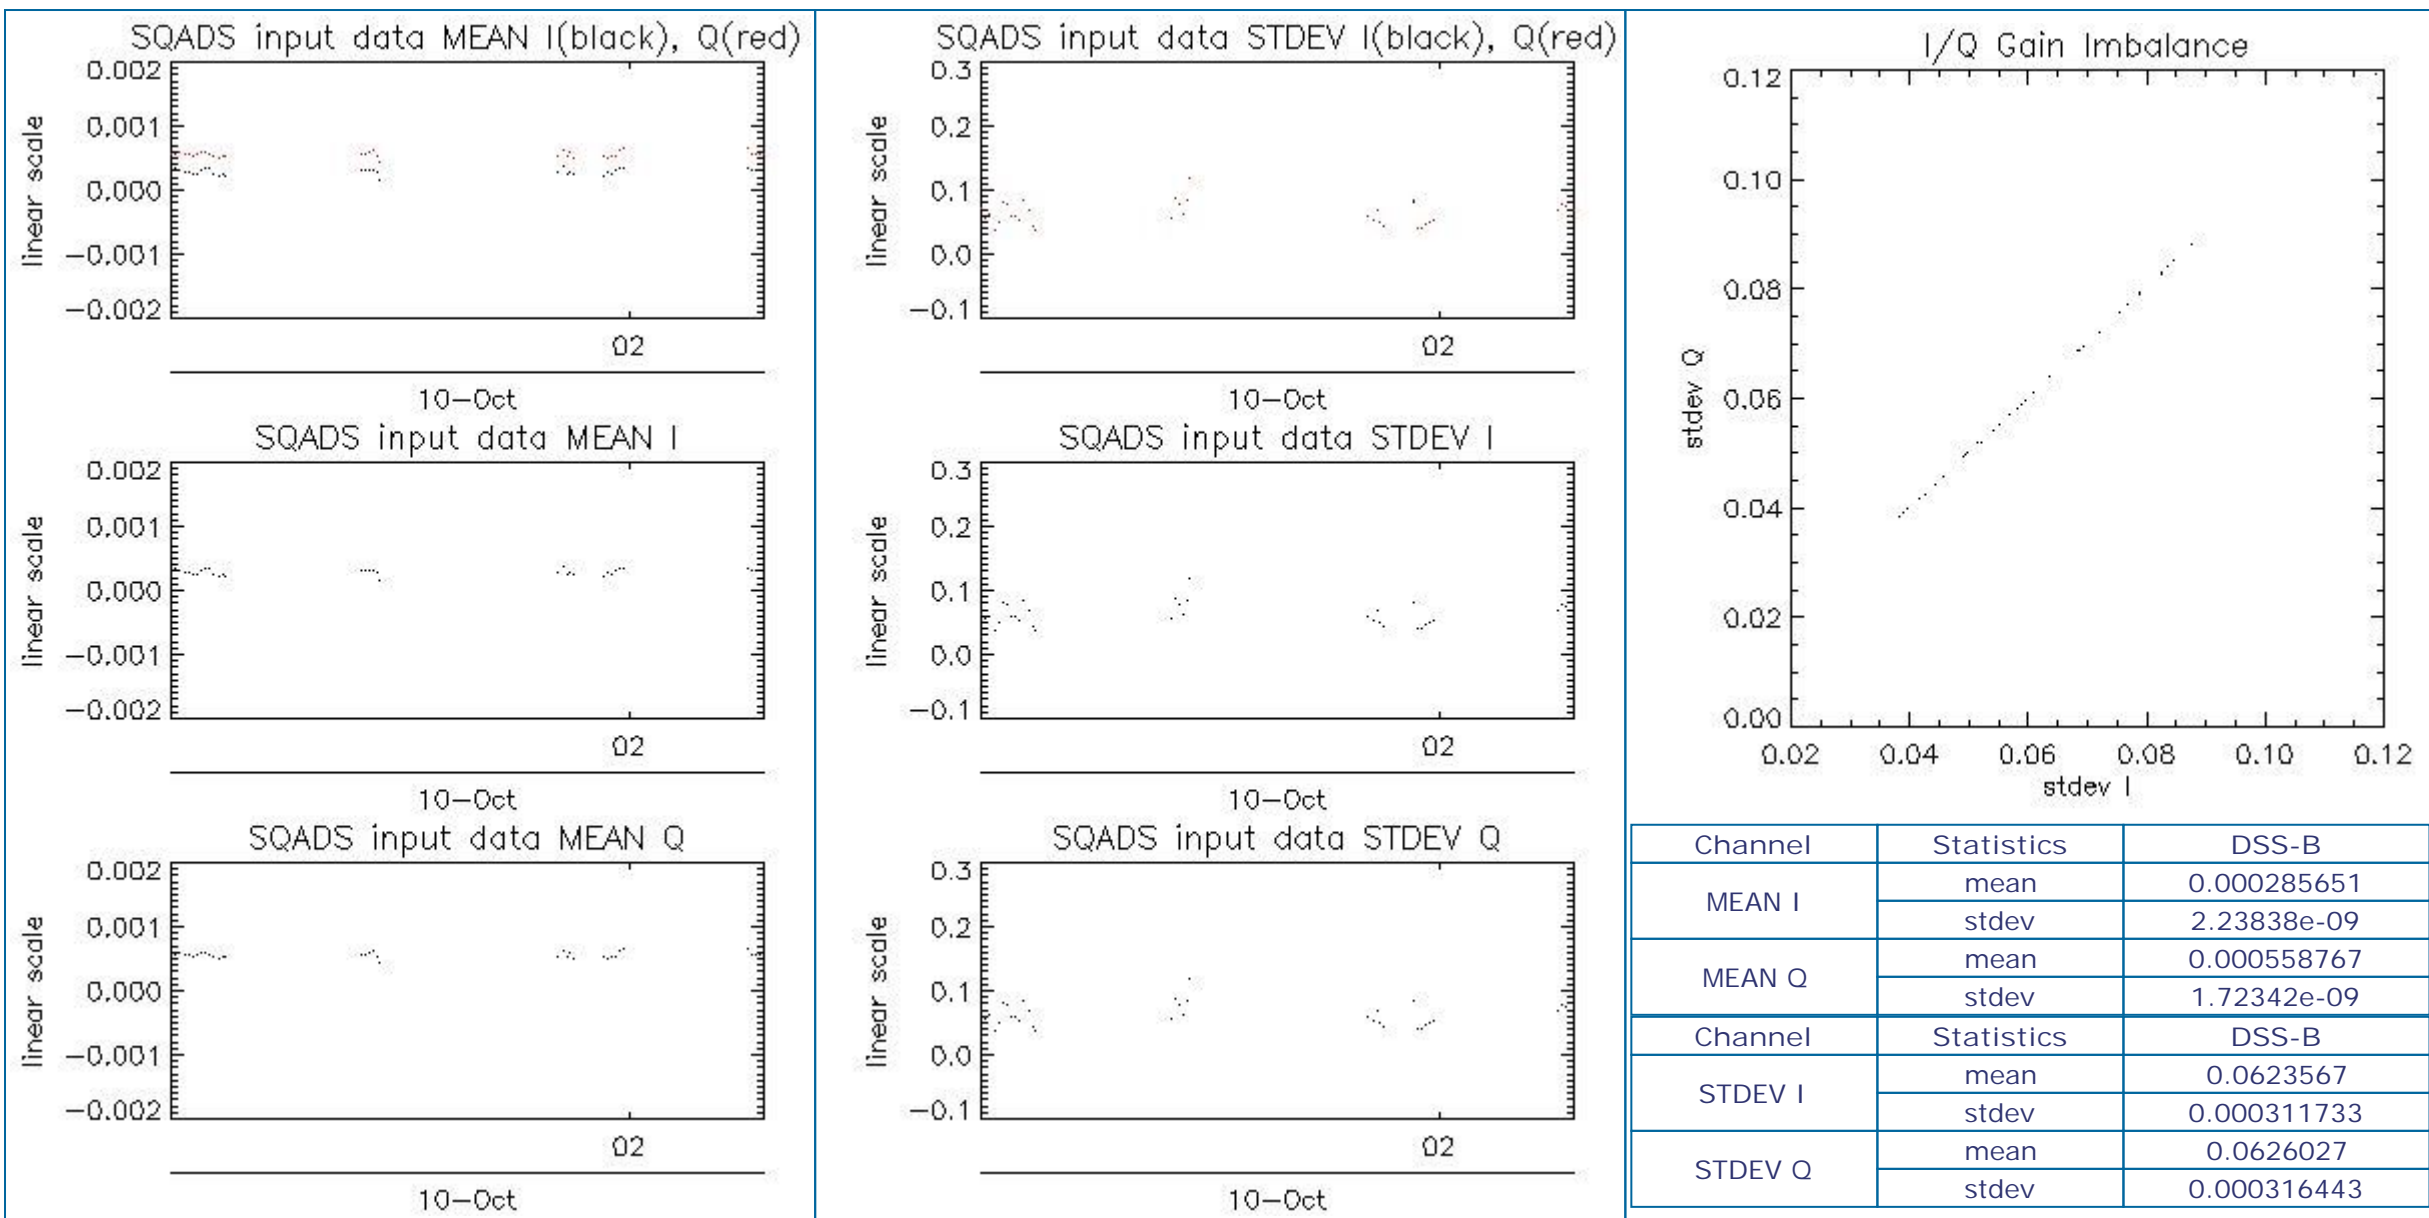 SQADS input data MEAN I(black), Q(red)
0.002
0.001
0.000
-0.001
-0.002
linear scale
02
10-Oct
SQADS input data MEAN I
0.002
0.001
0.000
-0.001
-0.002
linear scale
02
10-Oct
SQADS input data MEAN Q
0.002
0.001
0.000
-0.001
-0.002
linear scale
02
10-Oct
SQADS input data STDEV I(black), Q(red)
0.3
0.2
0.1
0.0
-0.1
linear scale
02
10-Oct
SQADS input data STDEV I
0.3
0.2
0.1
0.0
-0.1
linear scale
02
10-Oct
SQADS input data STDEV Q
0.3
0.2
0.1
0.0
-0.1
linear scale
02
10-Oct
I/Q Gain Imbalance
0.12
0.10
0.08
0.06
0.04
0.02
0.00
stdev Q
0.02 0.04 0.06 0.08 0.10 0.12
stdev I
Channel Statistics DSS-B
MEAN I mean 0.000285651
stdev 2.23838e-09
MEAN Q mean 0.000558767
stdev 1.72342e-09
Channel Statistics DSS-B
STDEV I mean 0.0623567
stdev 0.000311733
STDEV Q mean 0.0626027
stdev 0.000316443